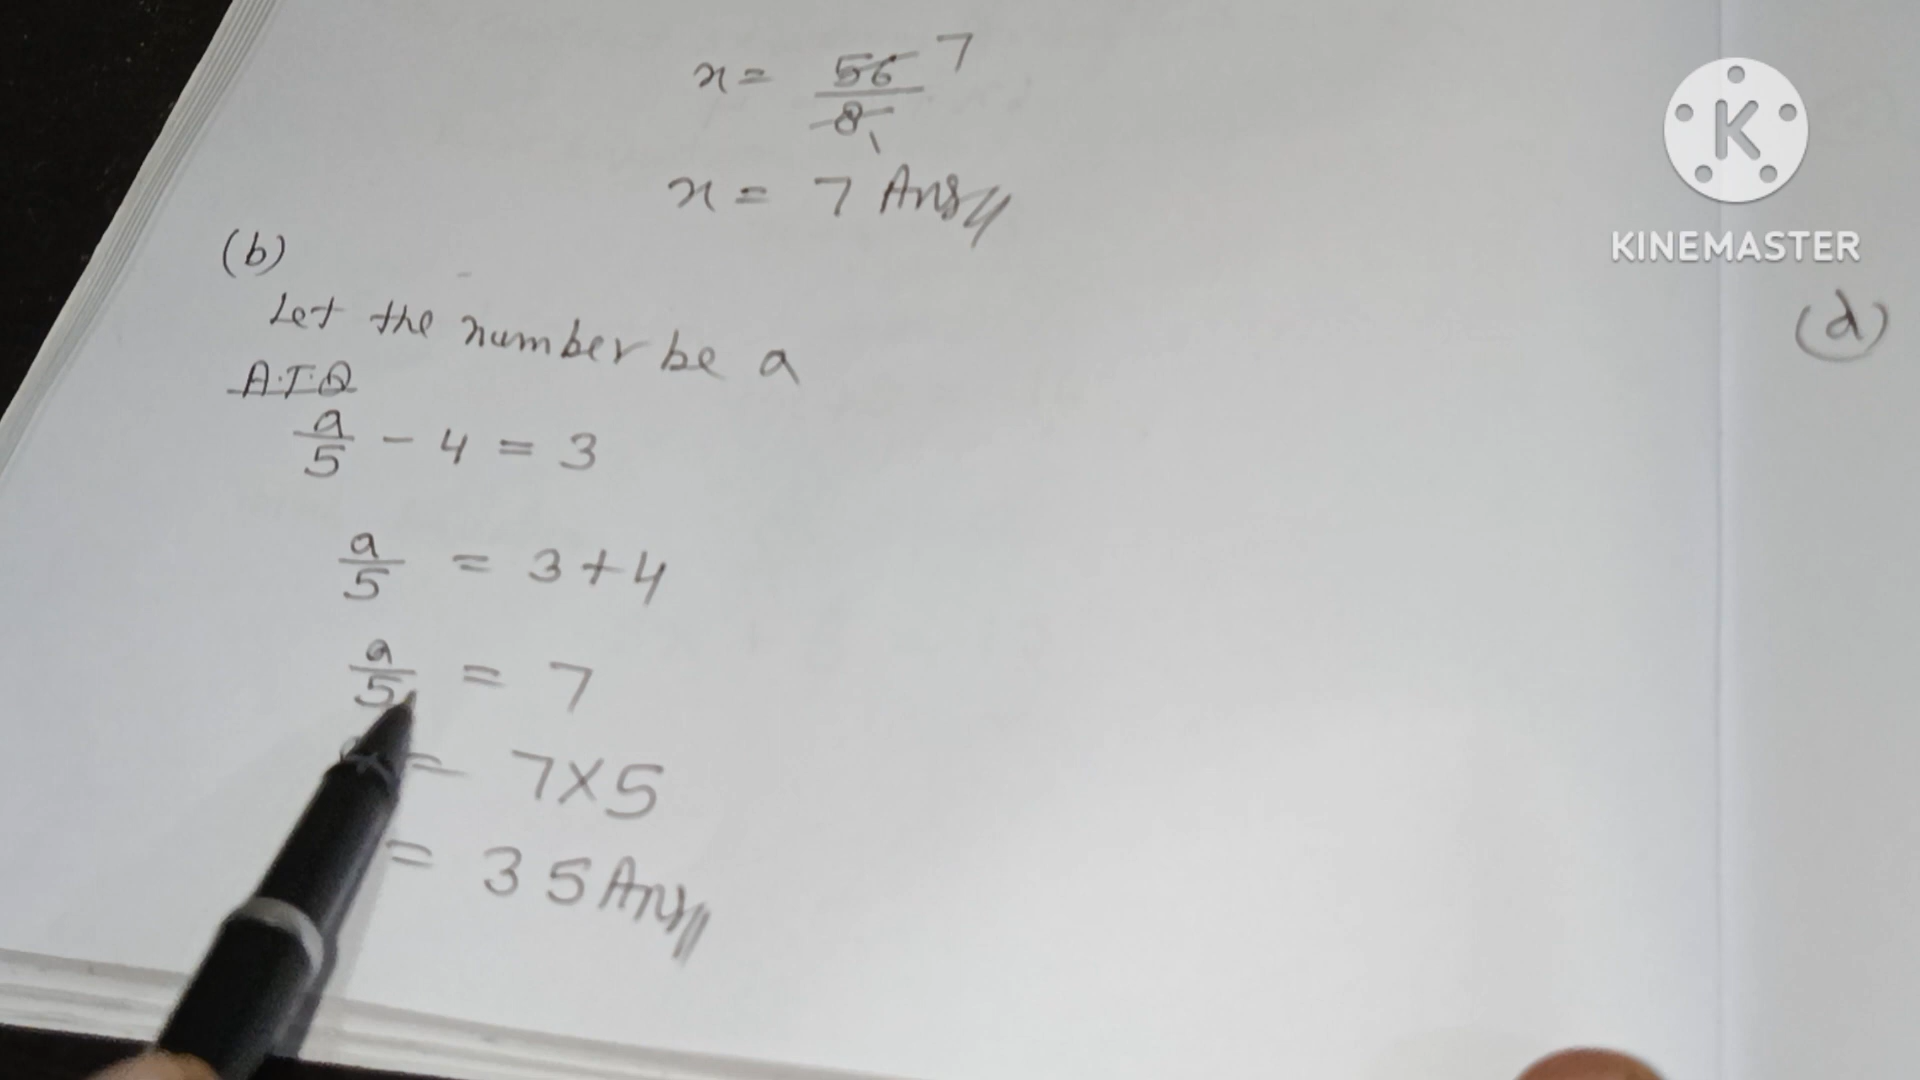 x = 56/8 7 1
x = 7 Ans
(b)
Let the number be a
A.T.Q
a/5 - 4 = 3
a/5 = 3+4
a/5 = 7
= 7×5
= 35 Ans
K
KINEMASTER
(d)